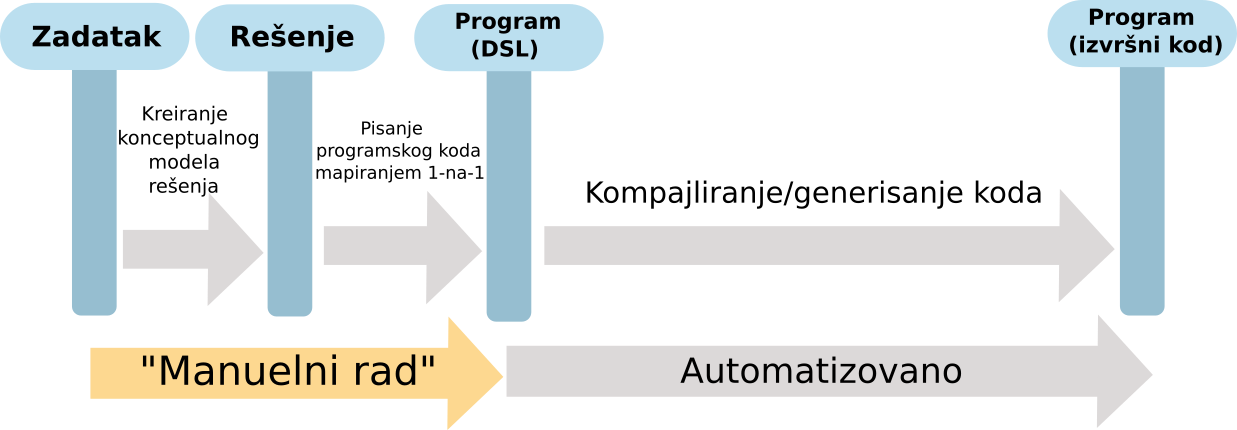 Zadatak
Rešenje
Program
(DSL)
Program
(izvršni kod)
Kreiranje
konceptualnog
modela
rešenja
Pisanje
programskog koda
mapiranjem 1-na-1
Kompajliranje/generisanje koda
"Manuelni rad"
Automatizovano